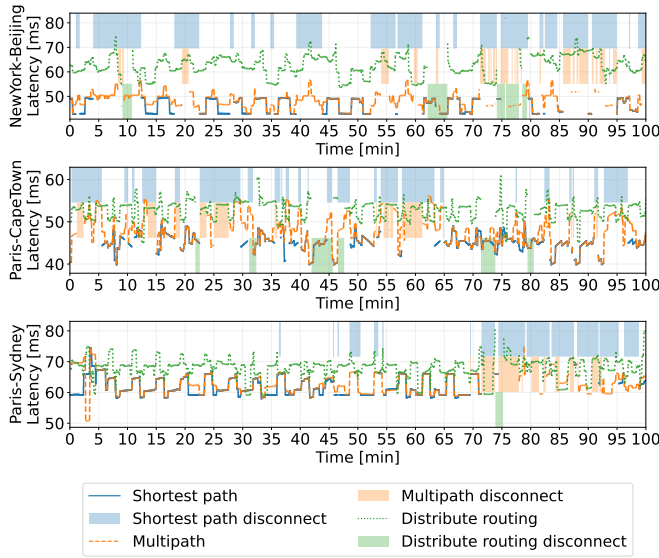 NewYork-Beijing
Latency [ms]
80
70
60
50
0 5 10 15 20 25 30 35 40 45 50 55 60 65 70 75 80 85 90 95 100
Time [min]
Paris-CapeTown
Latency [ms]
60
50
40
0 5 10 15 20 25 30 35 40 45 50 55 60 65 70 75 80 85 90 95 100
Time [min]
Paris-Sydney
Latency [ms]
80
70
60
50
0 5 10 15 20 25 30 35 40 45 50 55 60 65 70 75 80 85 90 95 100
Time [min]
Shortest path
Shortest path disconnect
Multipath
Multipath disconnect
Distribute routing
Distribute routing disconnect